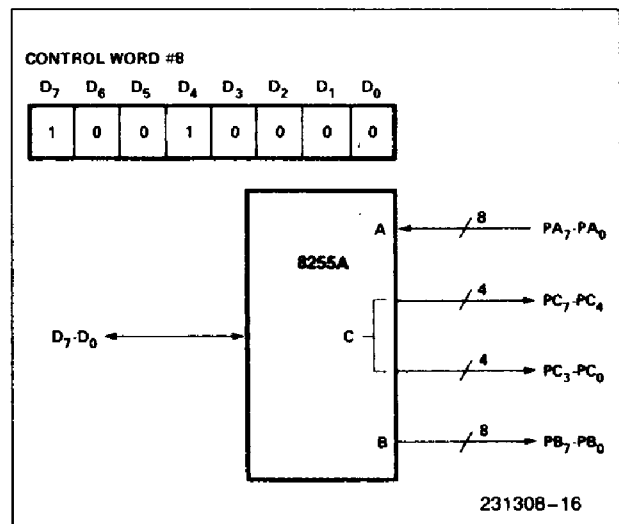 CONTROL WORD #8
D7 D6 D5 D4 D3 D2 D1 D0
1 0 0 1 0 0 0 0
8255A
A
8
PA7-PA0
4
PC7-PC4
D7-D0
C
4
PC3-PC0
B
8
PB7-PB0
231308-16